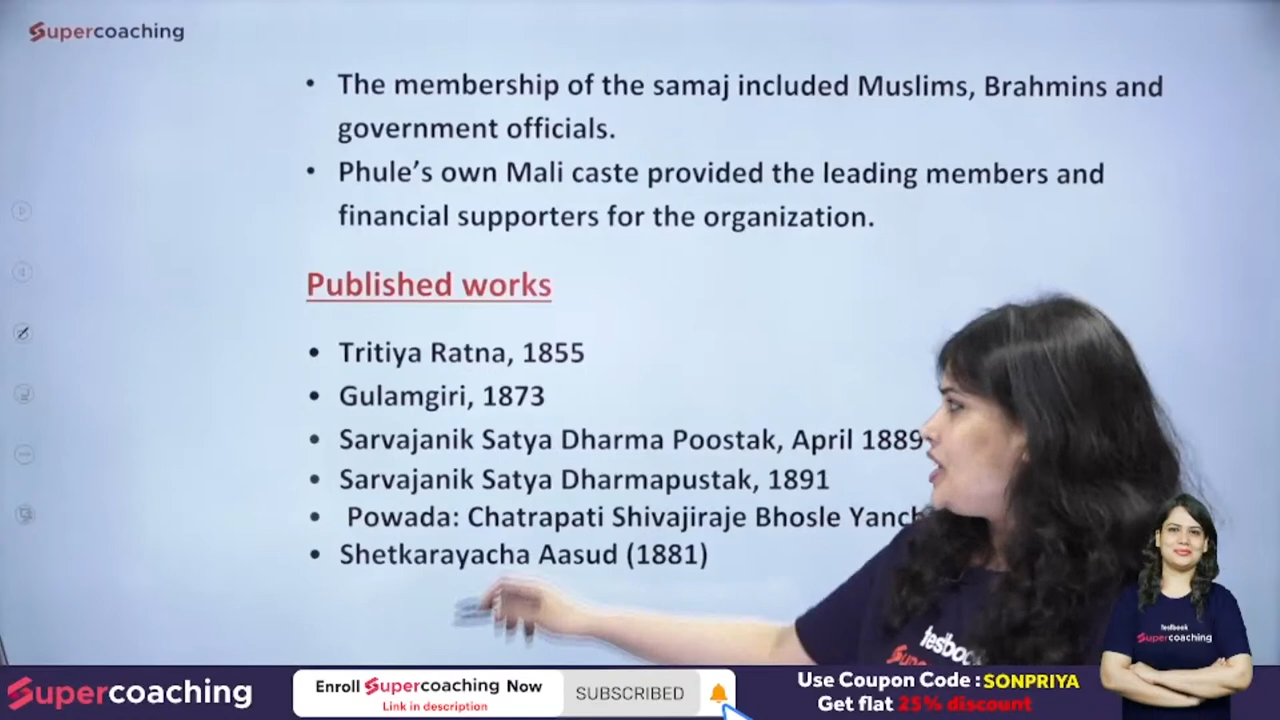 Supercoaching
• The membership of the samaj included Muslims, Brahmins and
government officials.
• Phule's own Mali caste provided the leading members and
financial supporters for the organization.
Published works
• Tritiya Ratna, 1855
• Gulamgiri, 1873
• Sarvajanik Satya Dharma Poostak, April 1889
• Sarvajanik Satya Dharmapustak, 1891
• Powada: Chatrapati Shivajiraje Bhosle
• Shetkarayacha Aasud (1881)
testbook
Supercoaching
Supercoaching
Enroll Supercoaching Now
Link in description
SUBSCRIBED
Use Coupon Code : SONPRIYA
Get flat 25% discount